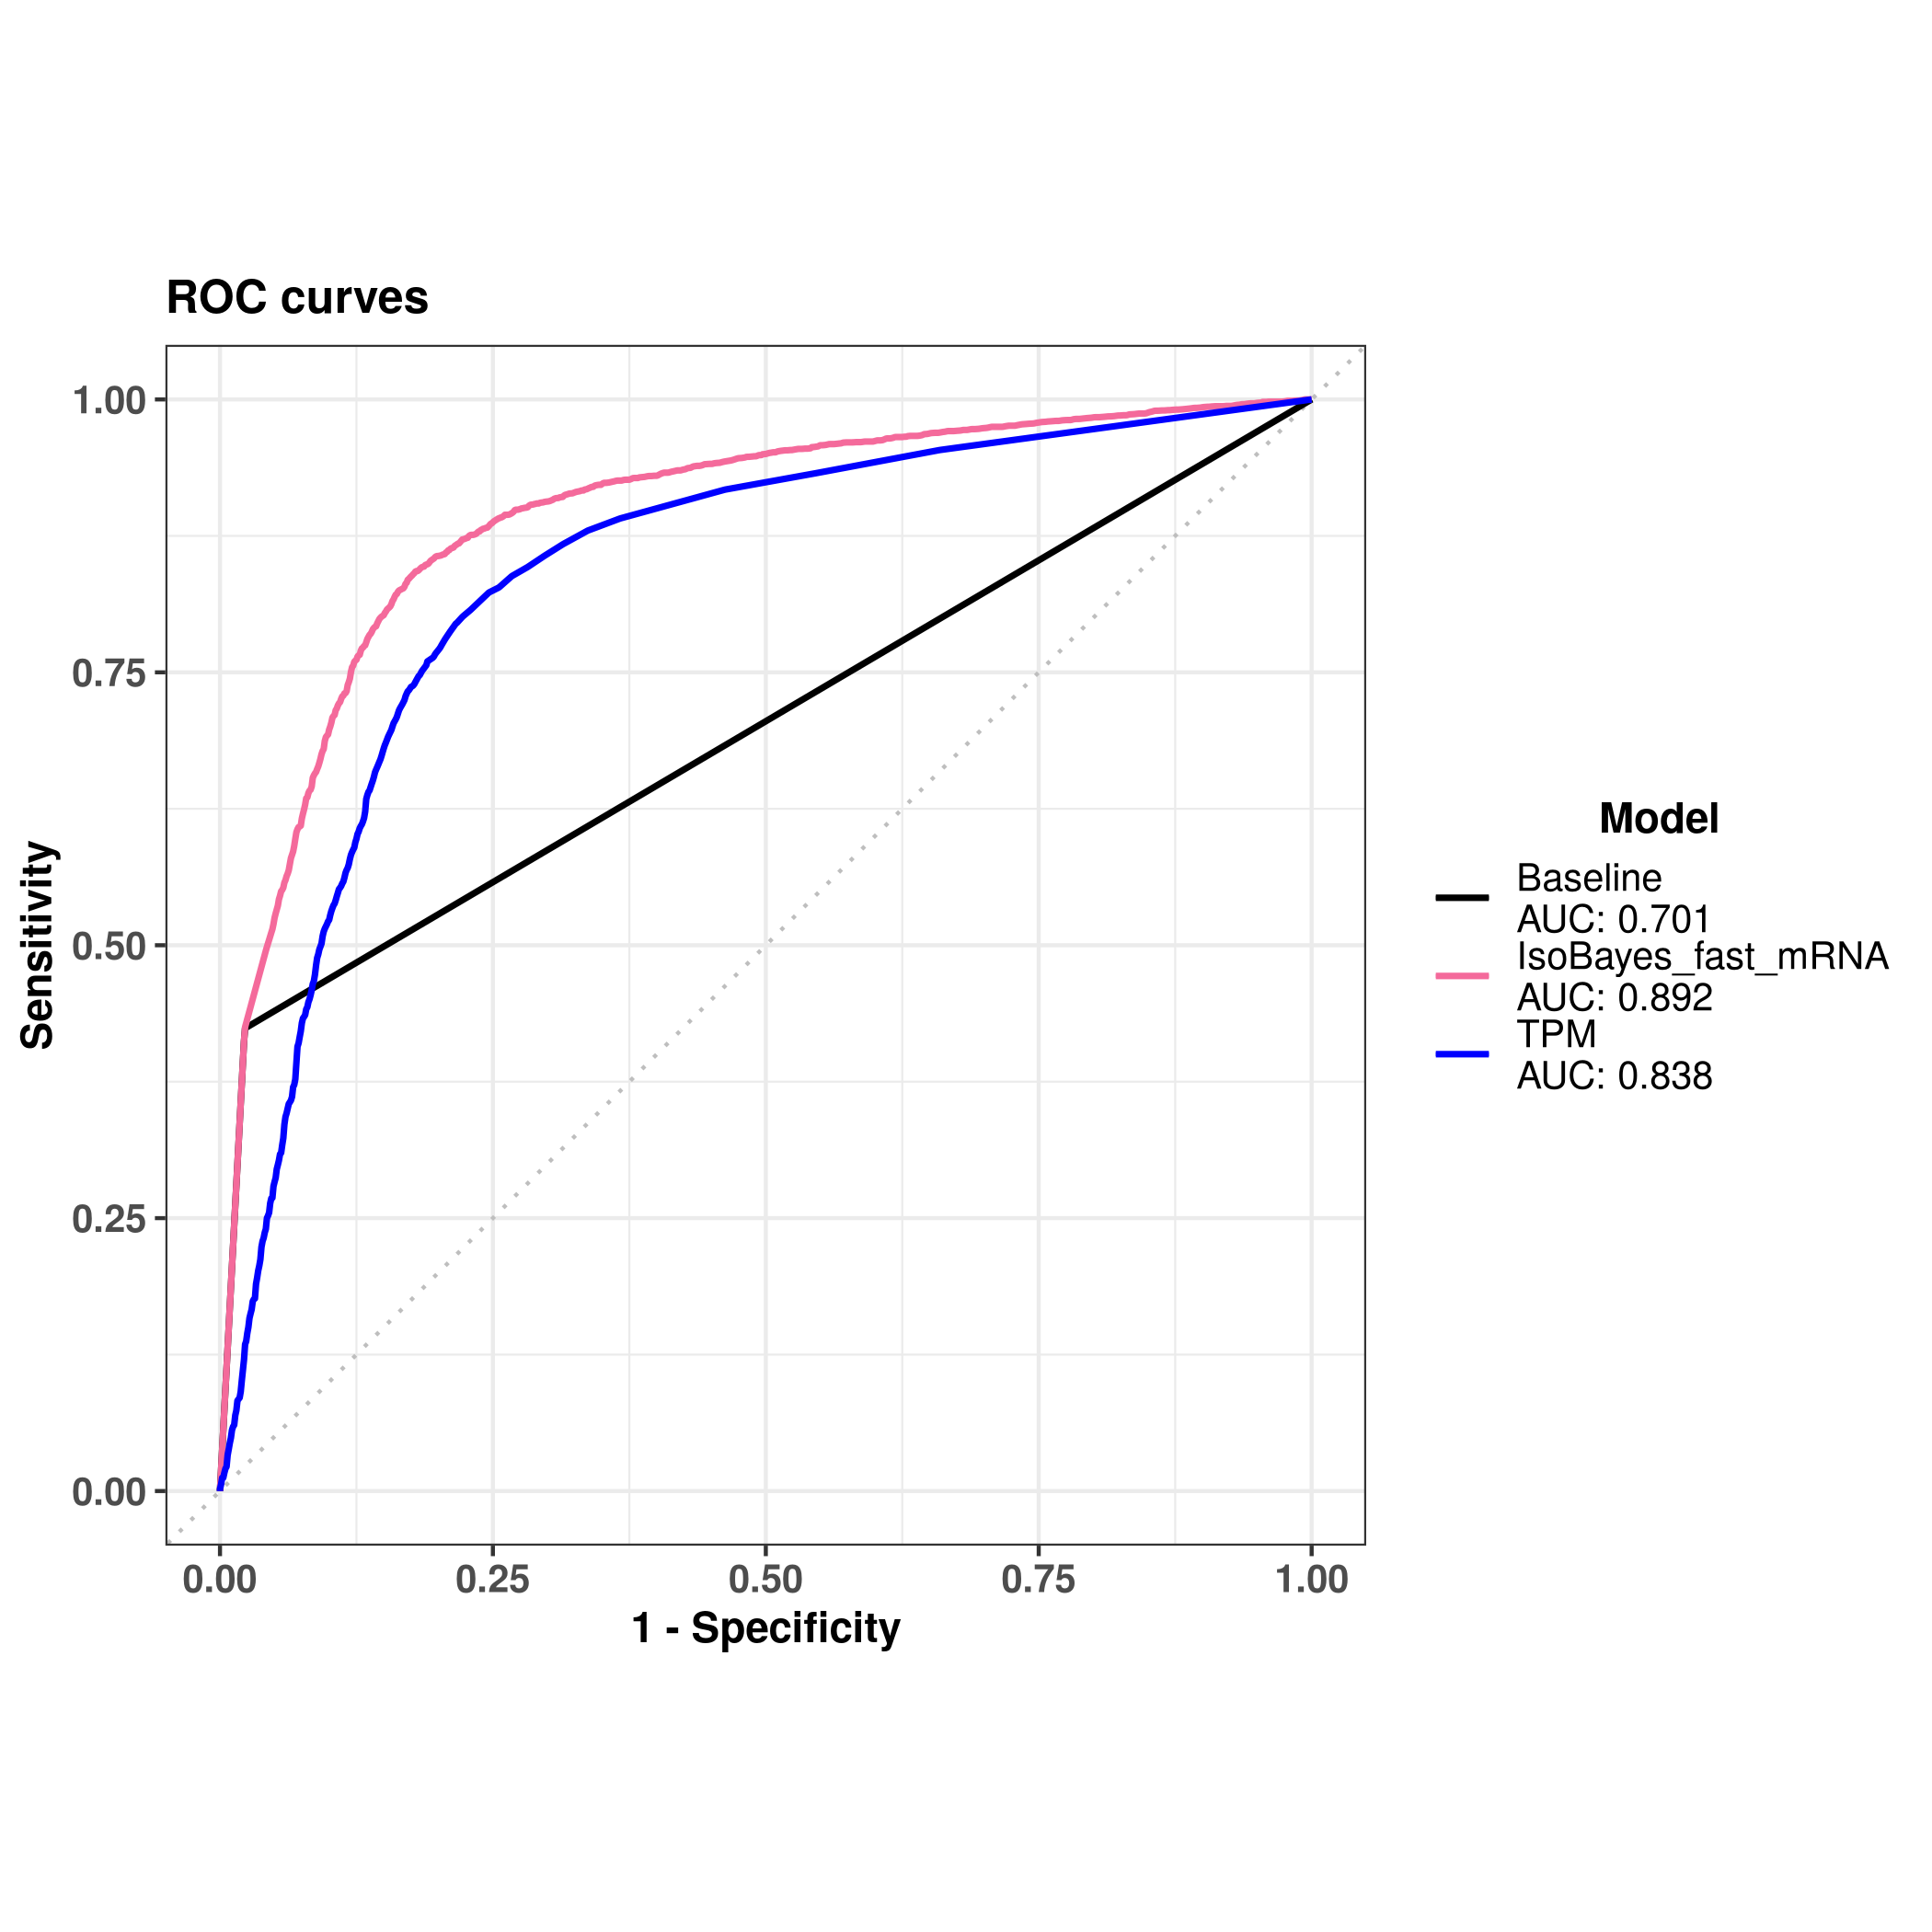 ROC curves
1.00
0.75
0.50
0.25
0.00
Sensitivity
0.00 0.25 0.50 0.75 1.00
1 - Specificity
Model
Baseline
AUC: 0.701
IsoBayes_fast_mRNA
AUC: 0.892
TPM
AUC: 0.838